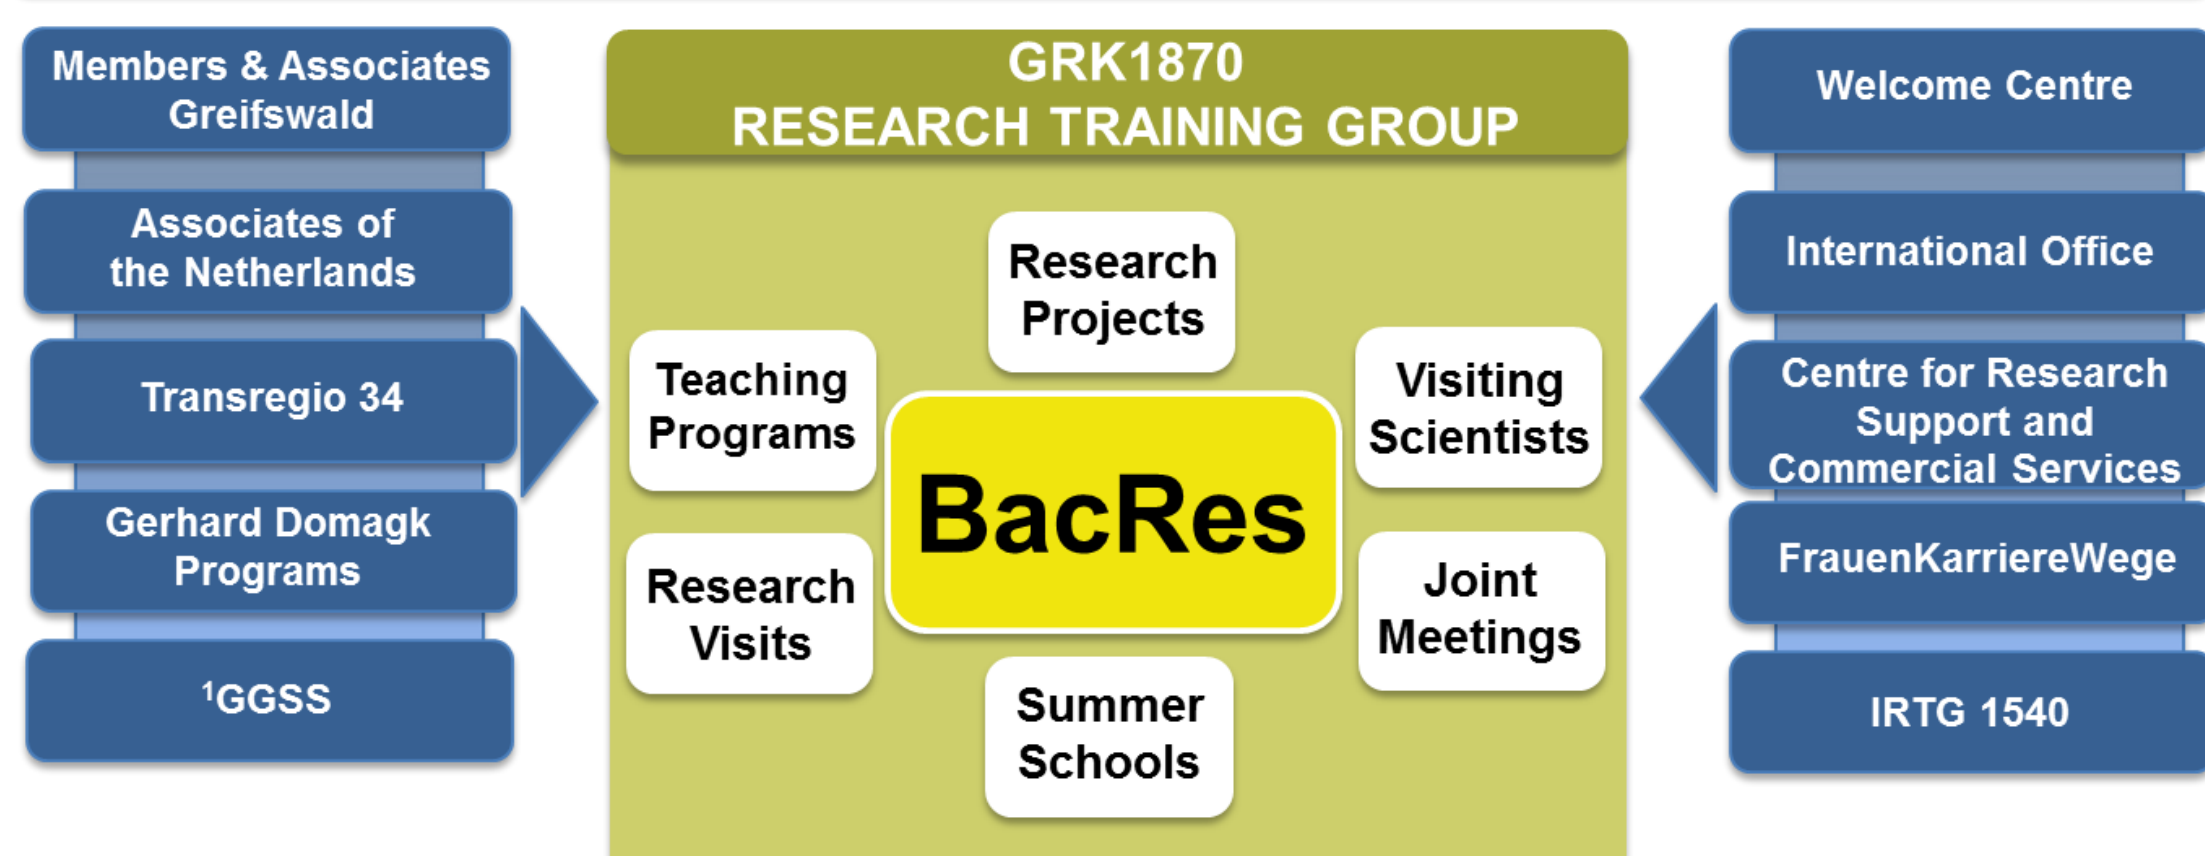 Members & Associates
Greifswald
Associates of
the Netherlands
Transregio 34
Gerhard Domagk
Programs
¹GGSS
GRK1870
RESEARCH TRAINING GROUP
Research
Projects
Teaching
Programs
Visiting
Scientists
BacRes
Research
Visits
Joint
Meetings
Summer
Schools
Welcome Centre
International Office
Centre for Research
Support and
Commercial Services
FrauenKarriereWege
IRTG 1540